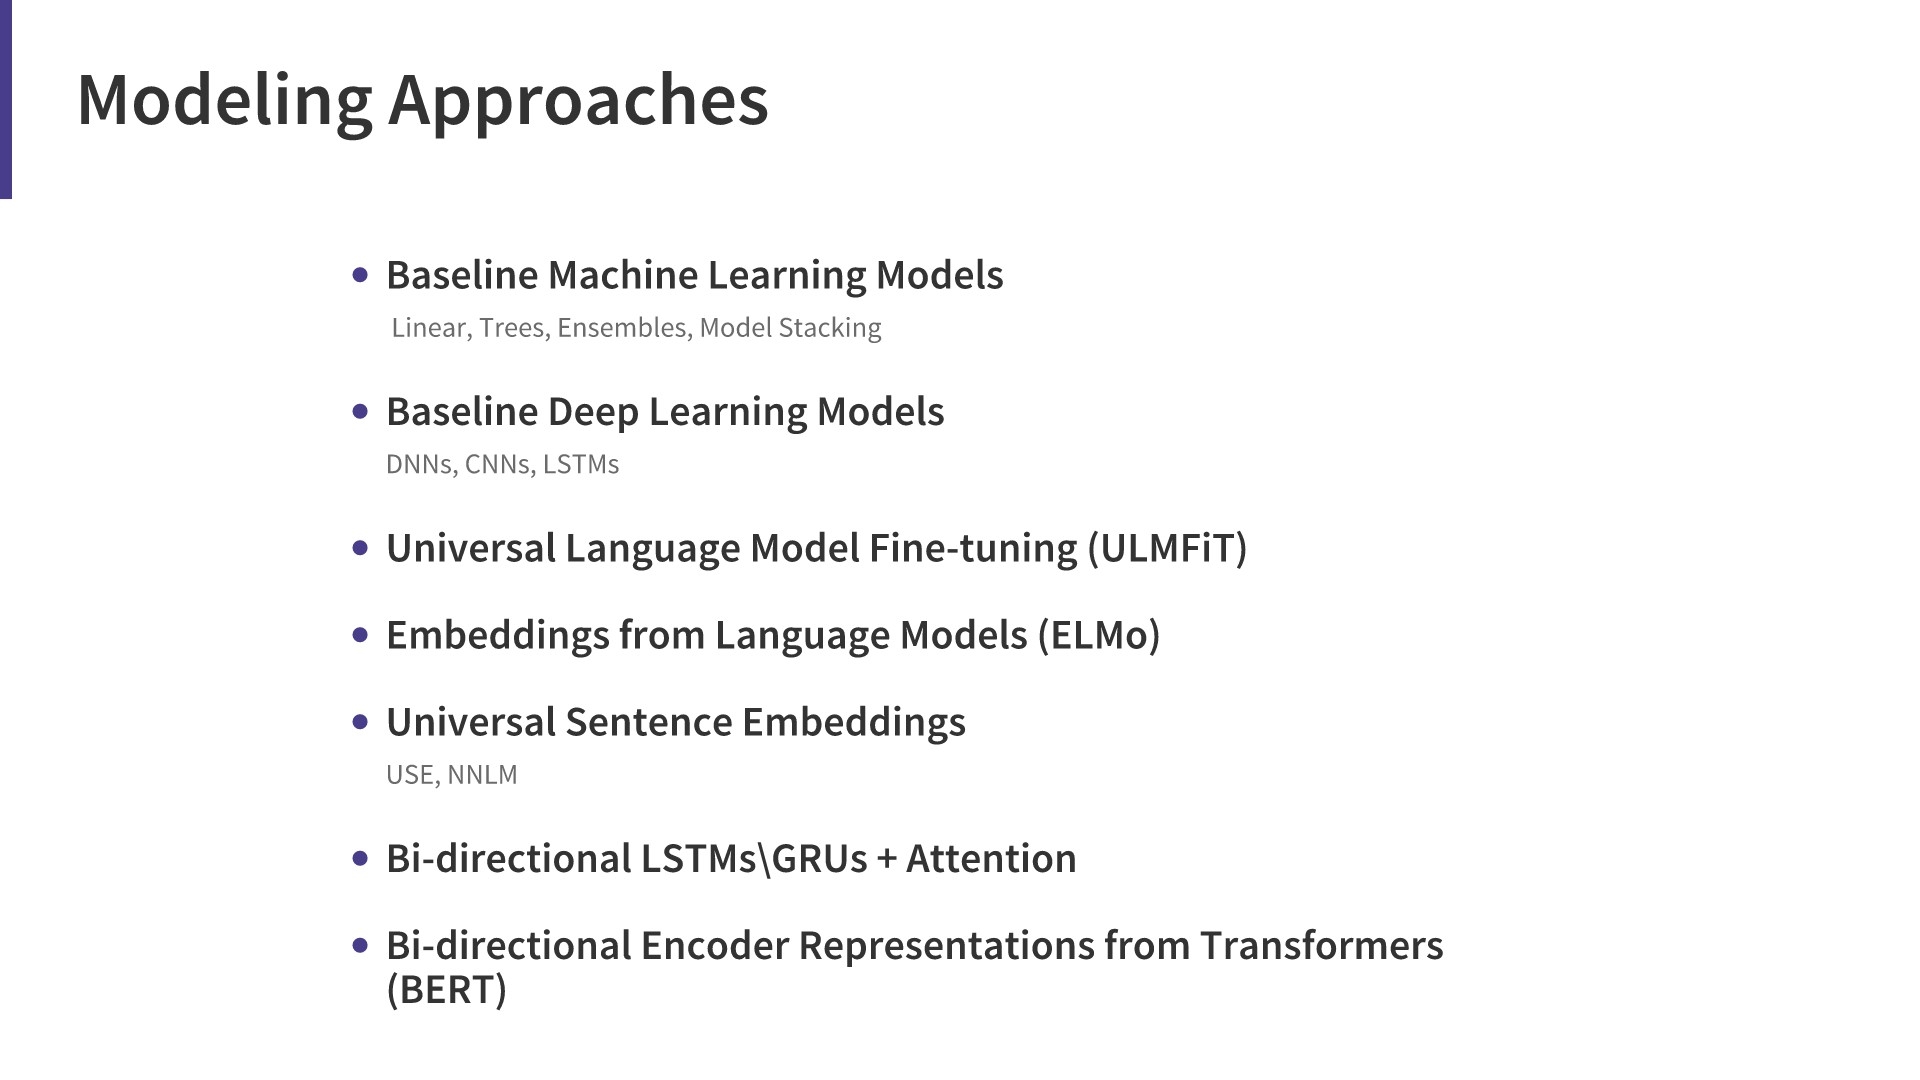 Modeling Approaches
Baseline Machine Learning Models
Linear, Trees, Ensembles, Model Stacking
Baseline Deep Learning Models
DNNs, CNNs, LSTMs
Universal Language Model Fine-tuning (ULMFiT)
Embeddings from Language Models (ELMo)
Universal Sentence Embeddings
USE, NNLM
Bi-directional LSTMs\GRUs + Attention
Bi-directional Encoder Representations from Transformers
(BERT)